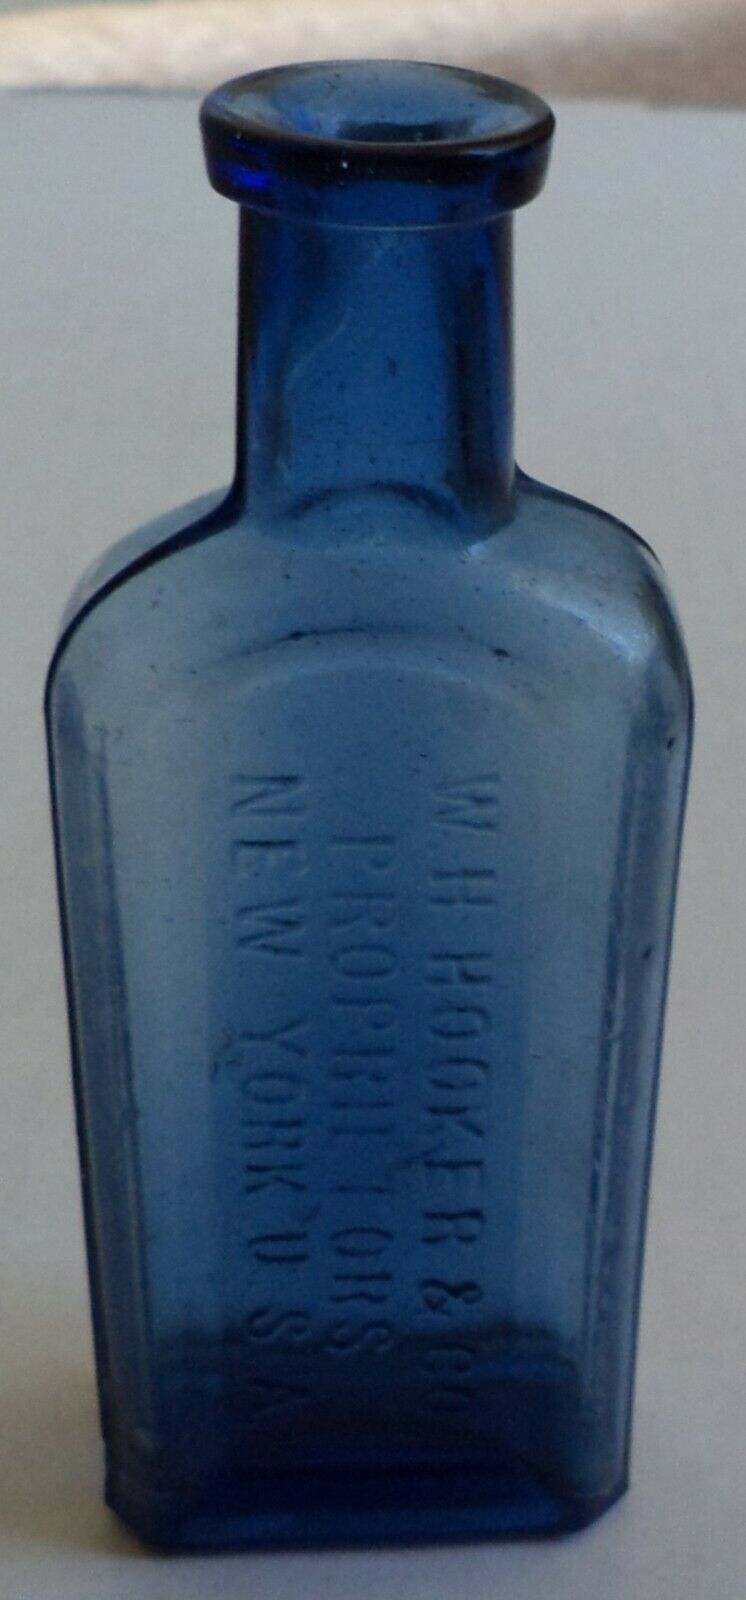 W. H HOOKER & Co
PROPRIETORS
NEW YORK U. S. A